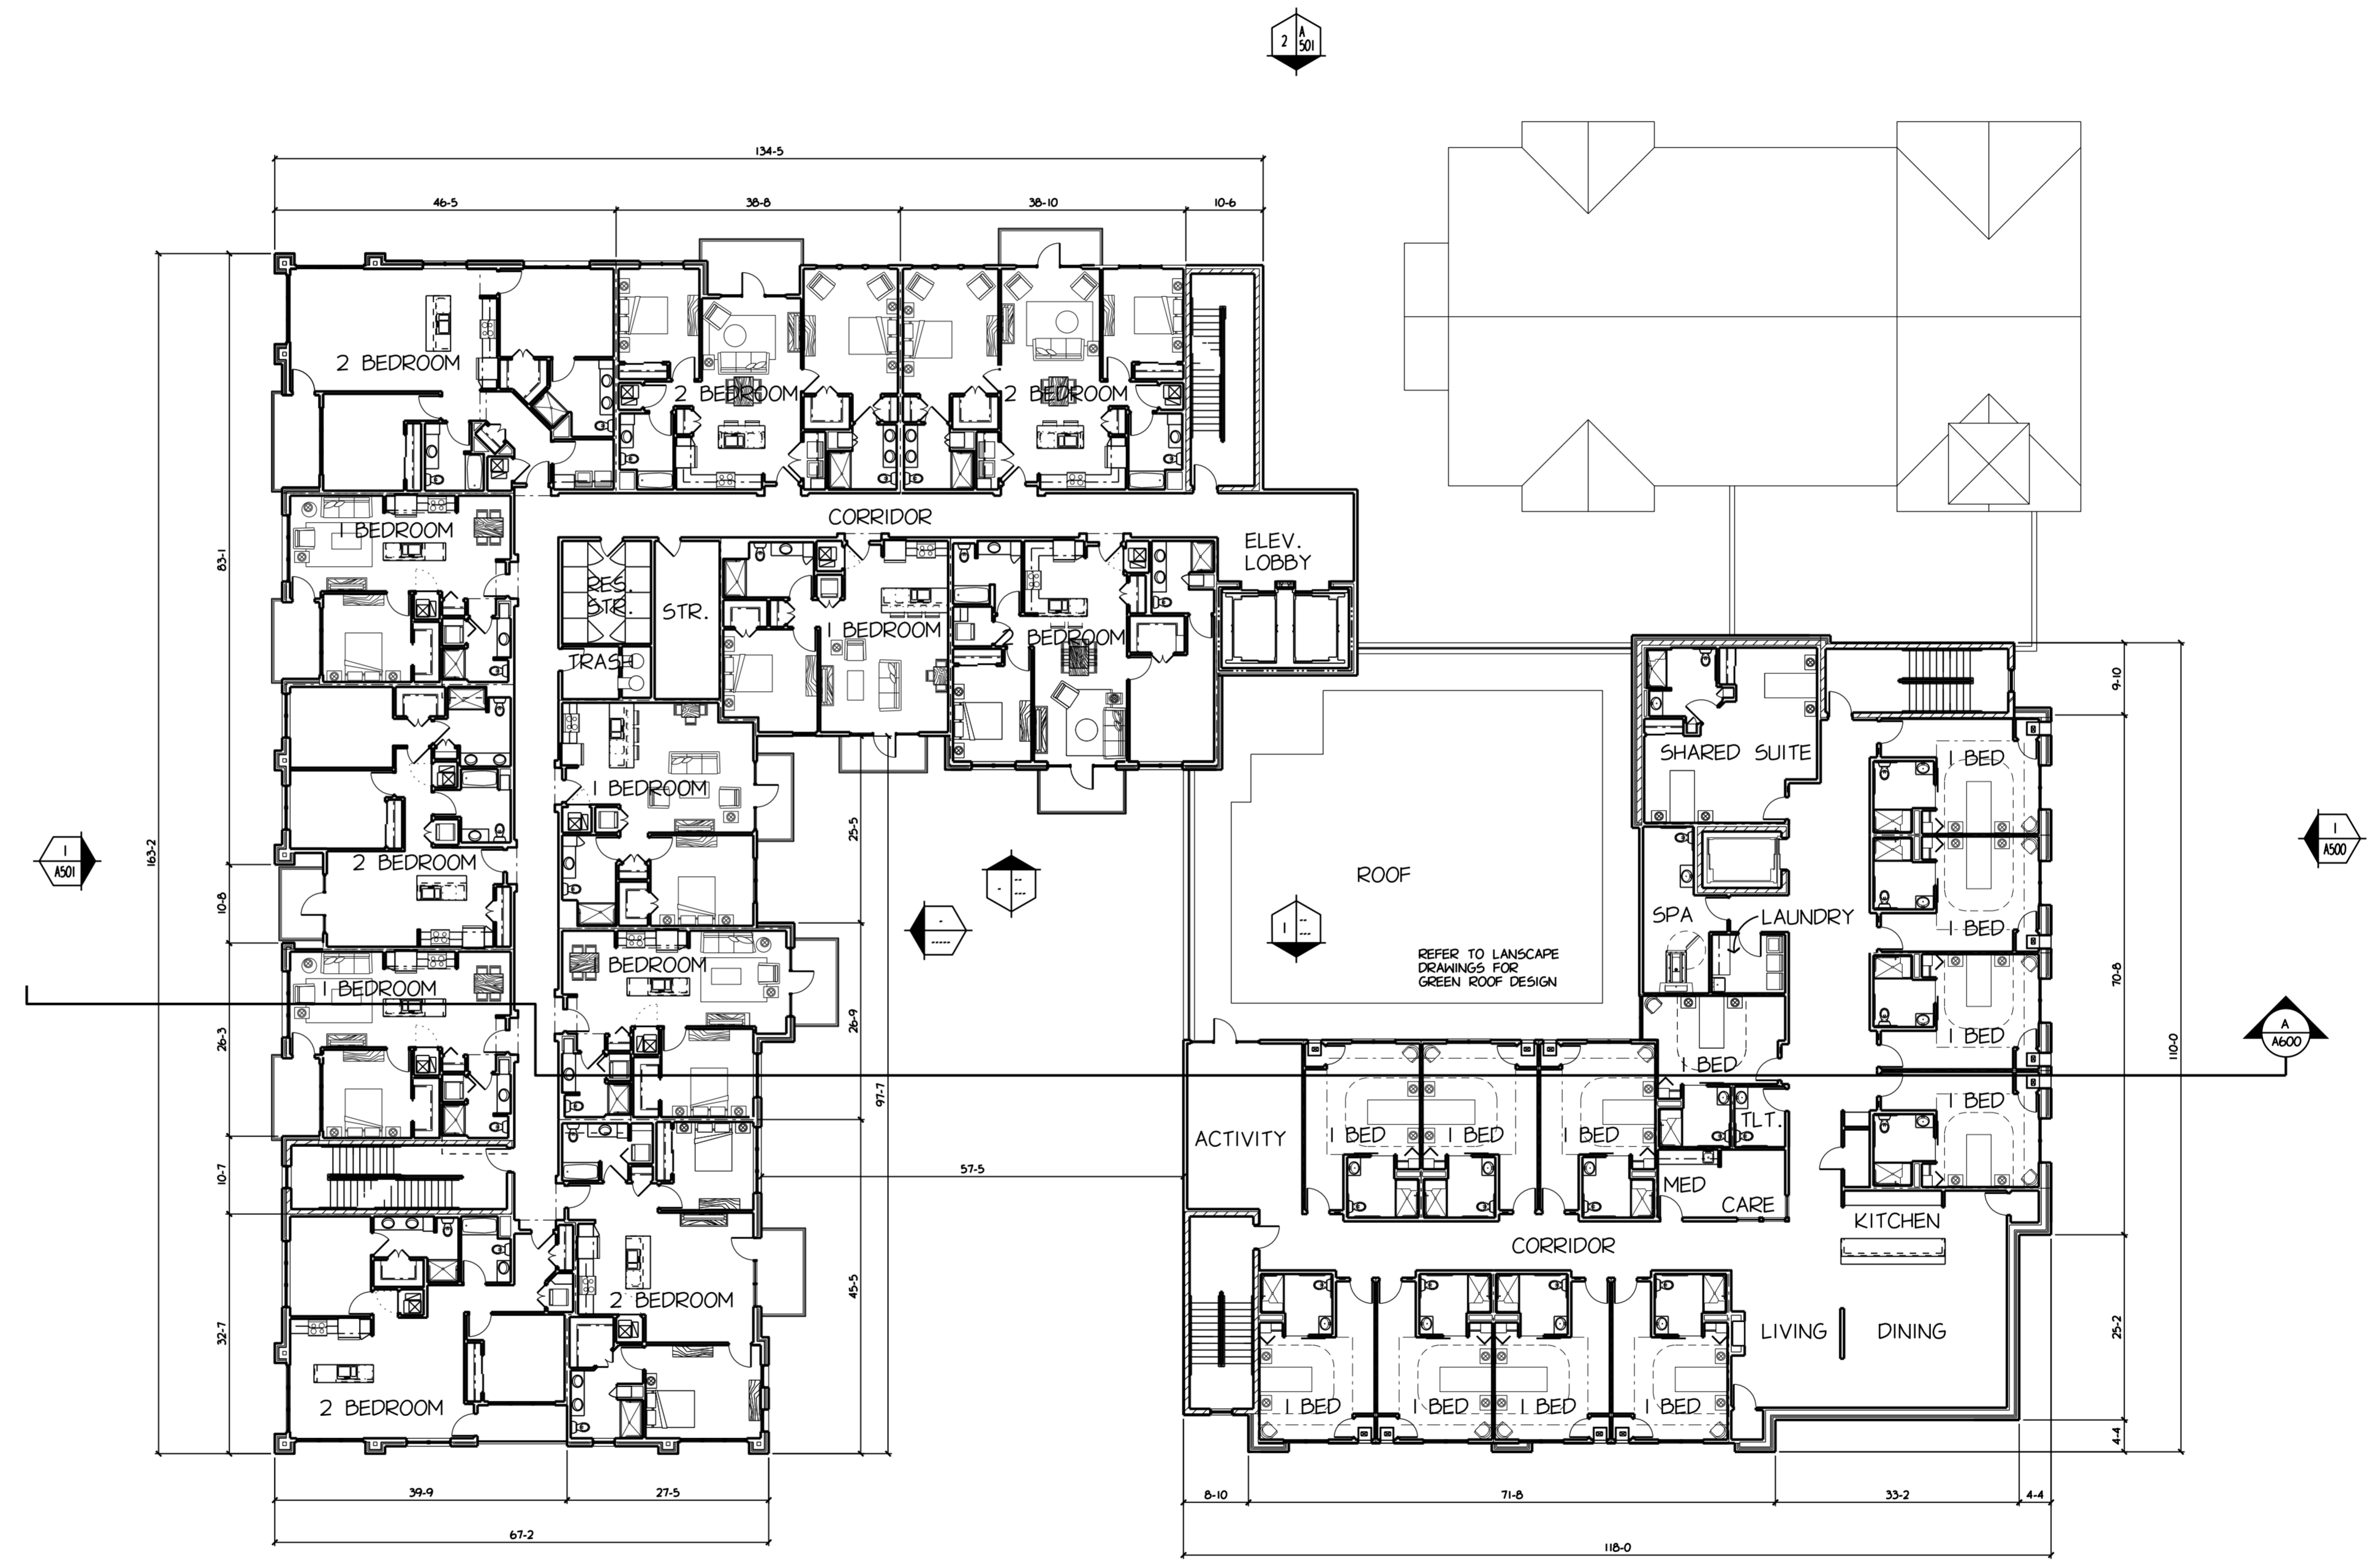 2
A
501
134-5
46-5
38-8
38-10
10-6
2 BEDROOM
2 BEDROOM
2 BEDROOM
CORRIDOR
1 BEDROOM
ELEV.
LOBBY
83-1
RES.
STR.
STR.
1 BEDROOM
2 BEDROOM
TRASH
9-10
SHARED SUITE
1 BED
1 BEDROOM
25-5
163-2
1
A501
2 BEDROOM
1
A500
ROOF
10-8
SPA
LAUNDRY
1 BED
-
--
---
-
-----
1
--
---
REFER TO LANSCAPE
DRAWINGS FOR
GREEN ROOF DESIGN
BEDROOM
70-8
1 BEDROOM
26-9
26-3
1 BED
1 BED
A
A600
110-0
97-7
1 BED
ACTIVITY
1 BED
1 BED
1 BED
TLT.
57-5
10-7
MED
CARE
KITCHEN
CORRIDOR
45-5
2 BEDROOM
32-7
LIVING
DINING
25-2
2 BEDROOM
1 BED
1 BED
1 BED
1 BED
4-4
39-9
27-5
8-10
71-8
33-2
4-4
67-2
118-0